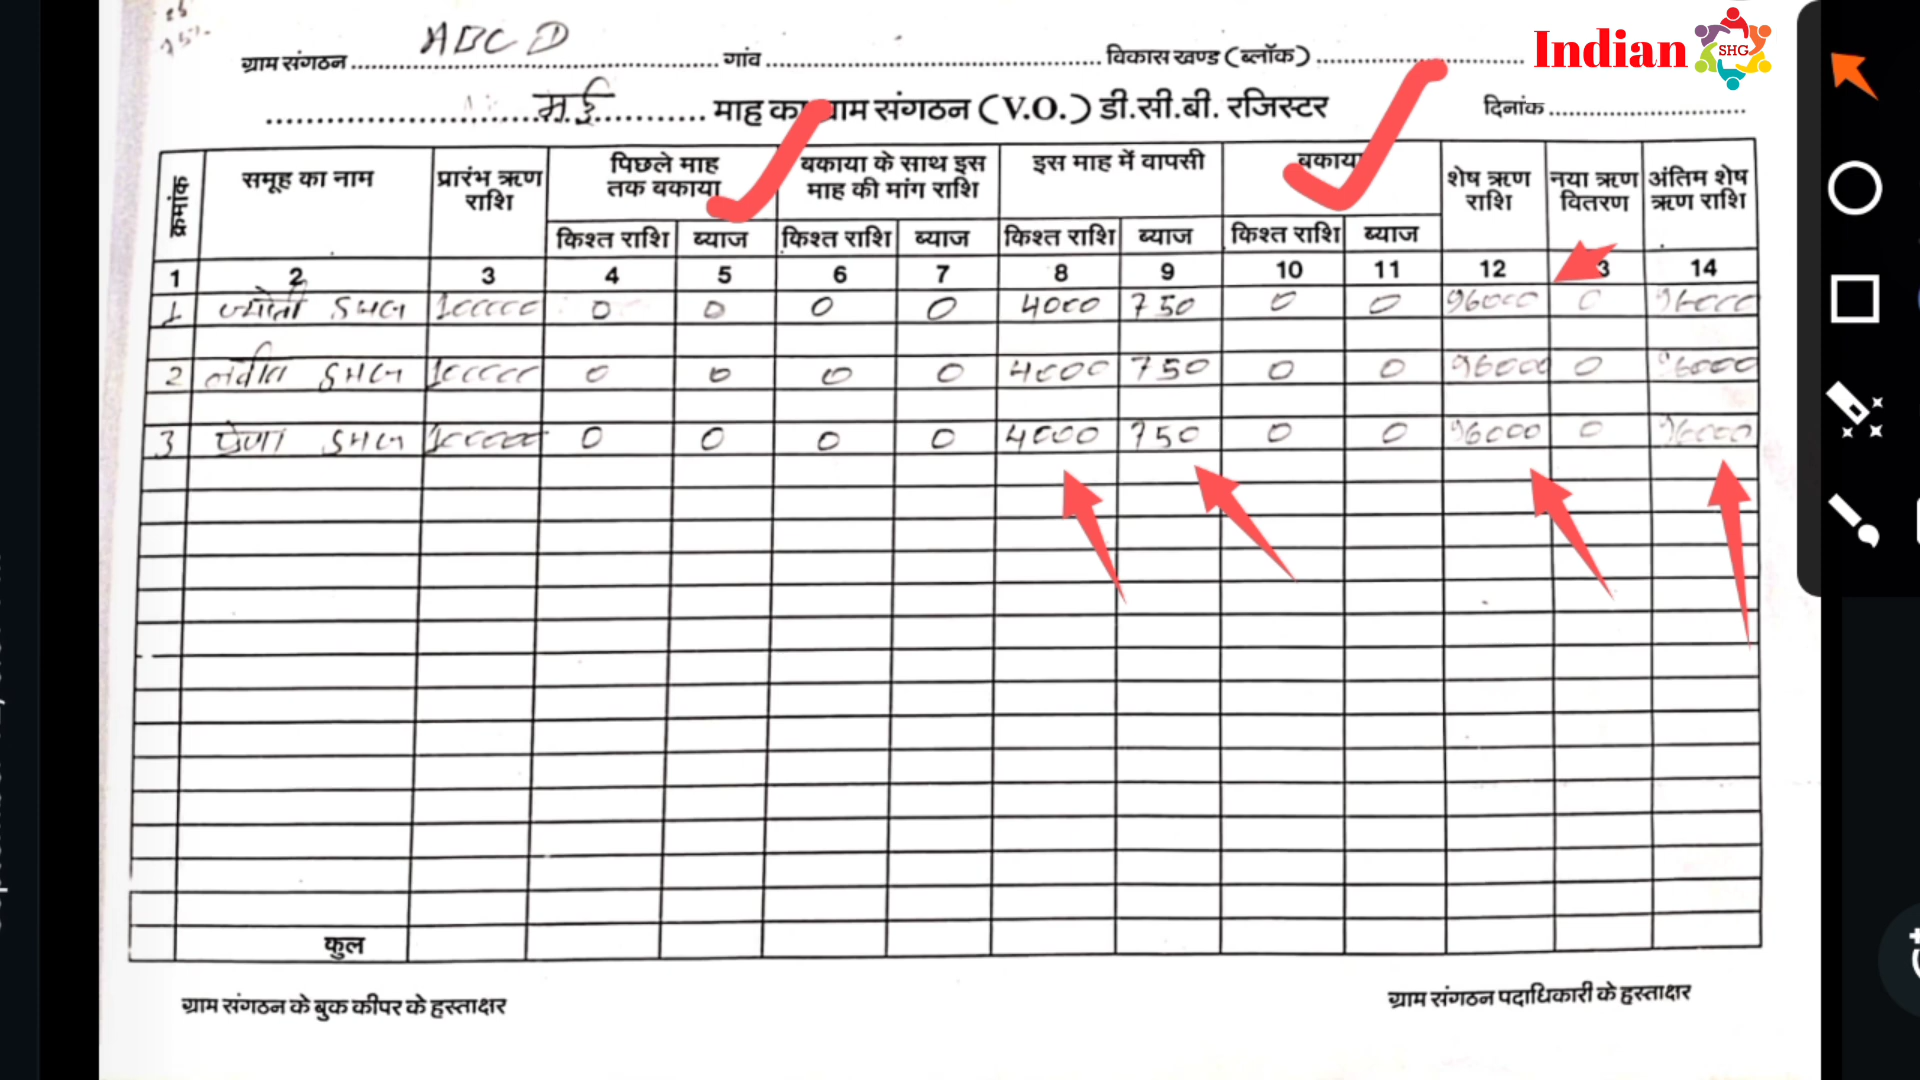 ABCD
ग्राम संगठन .......... गांव .......... विकास खण्ड (ब्लॉक) ..........
Indian SHG
मई .......... माह का ग्राम संगठन (V.O.) डी.सी.बी. रजिस्टर
दिनांक ..........
क्रमांक समूह का नाम प्रारंभ ऋण राशि पिछले माह तक बकाया बकाया के साथ इस माह की मांग राशि इस माह में वापसी बकाया शेष ऋण राशि नया ऋण वितरण अंतिम शेष ऋण राशि
किश्त राशि ब्याज किश्त राशि ब्याज किश्त राशि ब्याज किश्त राशि ब्याज
1 2 3 4 5 6 7 8 9 10 11 12 3 14
1 ज्योती SHG 100000 0 0 0 0 4000 750 0 0 96000 0 96000
2 SHG 100000 0 0 0 0 4000 750 0 0 96000 0 96000
3 प्रेरणा SHG 100000 0 0 0 0 4000 750 0 0 96000 0 96000
कुल
ग्राम संगठन के बुक कीपर के हस्ताक्षर
ग्राम संगठन पदाधिकारी के हस्ताक्षर